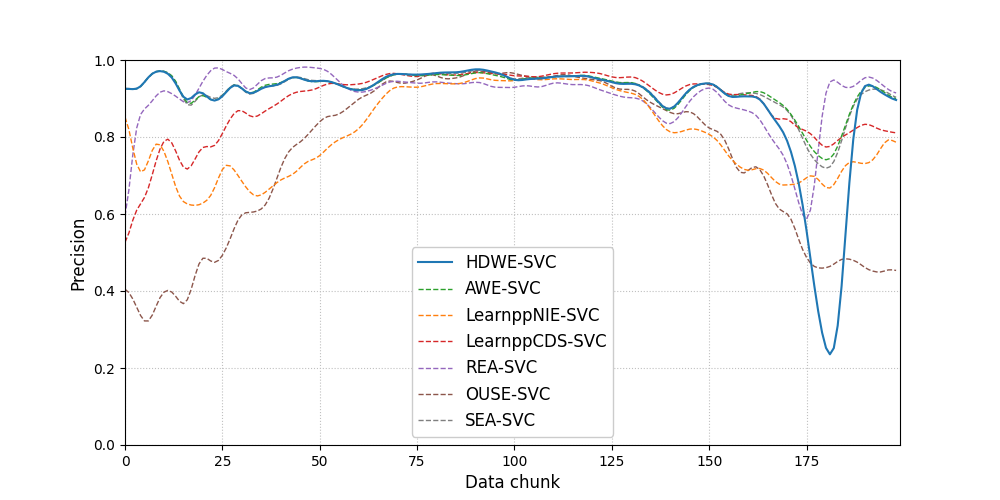 1.0
0.8
0.6
0.4
0.2
0.0
Precision
HDWE-SVC
AWE-SVC
LearnppNIE-SVC
LearnppCDS-SVC
REA-SVC
OUSE-SVC
SEA-SVC
0 25 50 75 100 125 150 175
Data chunk